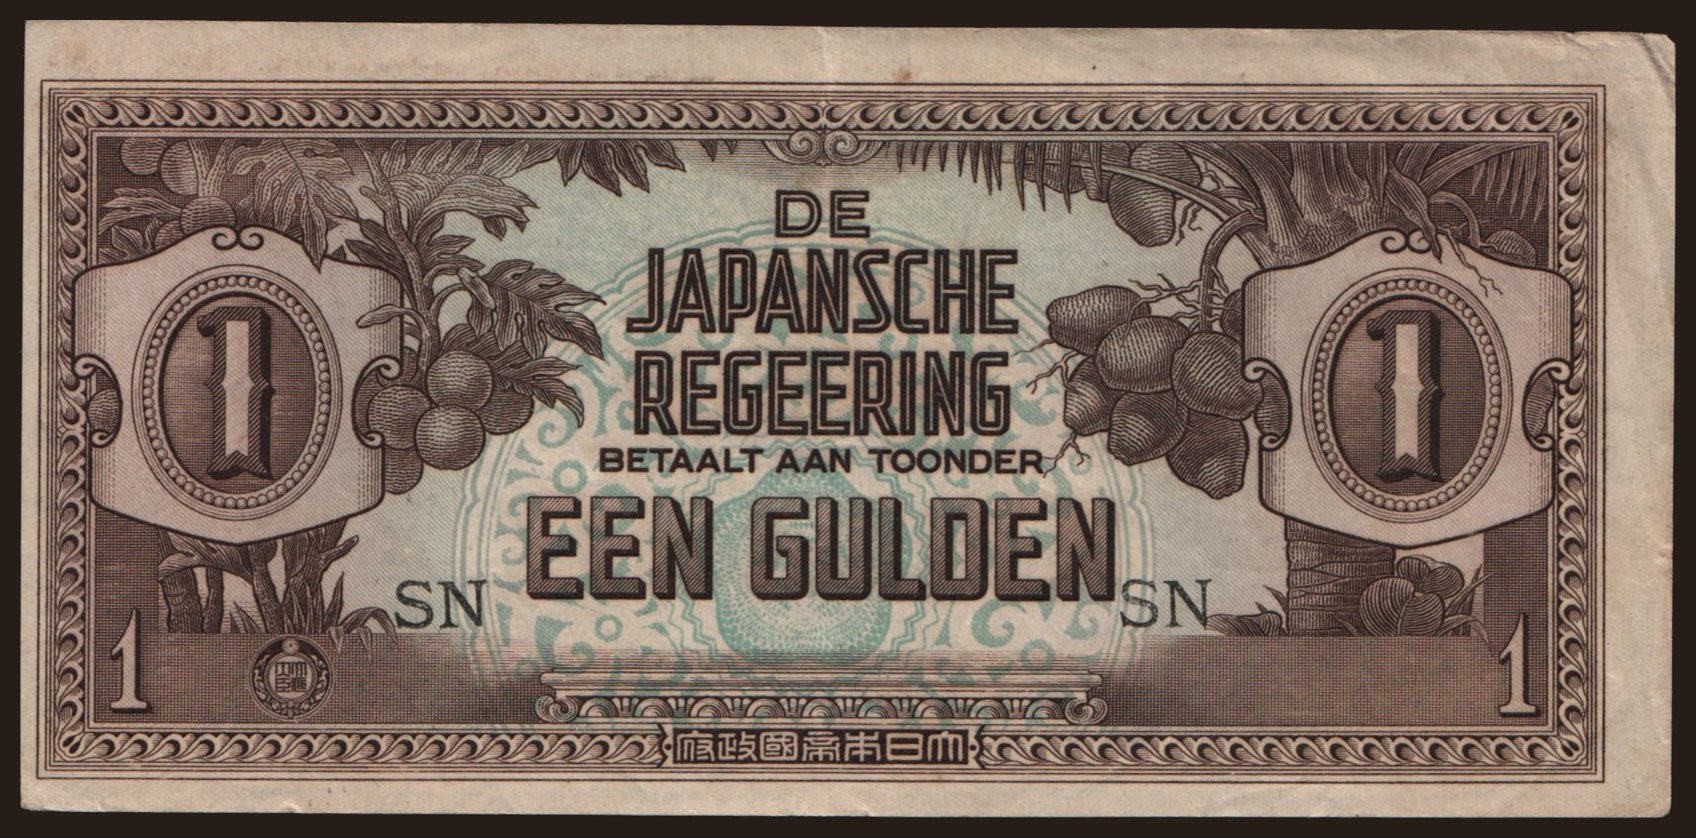 DE
JAPANSCHE
REGEERING
BETAALT AAN TOONDER
EEN GULDEN
1
1
SN
SN
1
1
府政國帝本日大